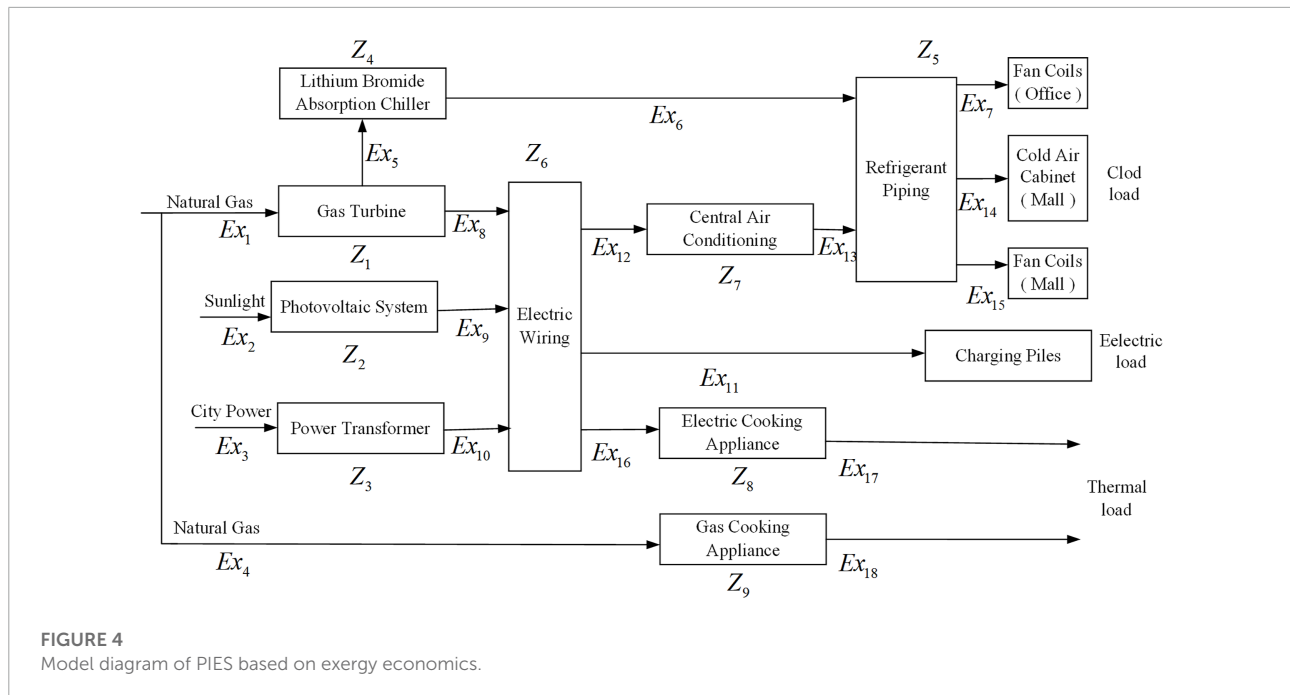 Z4
Lithium Bromide
Absorption Chiller
Ex5
Ex6
Z5
Refrigerant
Piping
Ex7
Fan Coils
( Office )
Ex14
Cold Air
Cabinet
( Mall )
Clod
load
Ex15
Fan Coils
( Mall )
Natural Gas
Ex1
Gas Turbine
Z1
Ex8
Z6
Electric
Wiring
Ex12
Central Air
Conditioning
Z7
Ex13
Sunlight
Ex2
Photovoltaic System
Z2
Ex9
Ex11
Charging Piles
Eelectric
load
City Power
Ex3
Power Transformer
Z3
Ex10
Ex16
Electric Cooking
Appliance
Z8
Ex17
Thermal
load
Natural Gas
Ex4
Gas Cooking
Appliance
Z9
Ex18
FIGURE 4
Model diagram of PIES based on exergy economics.